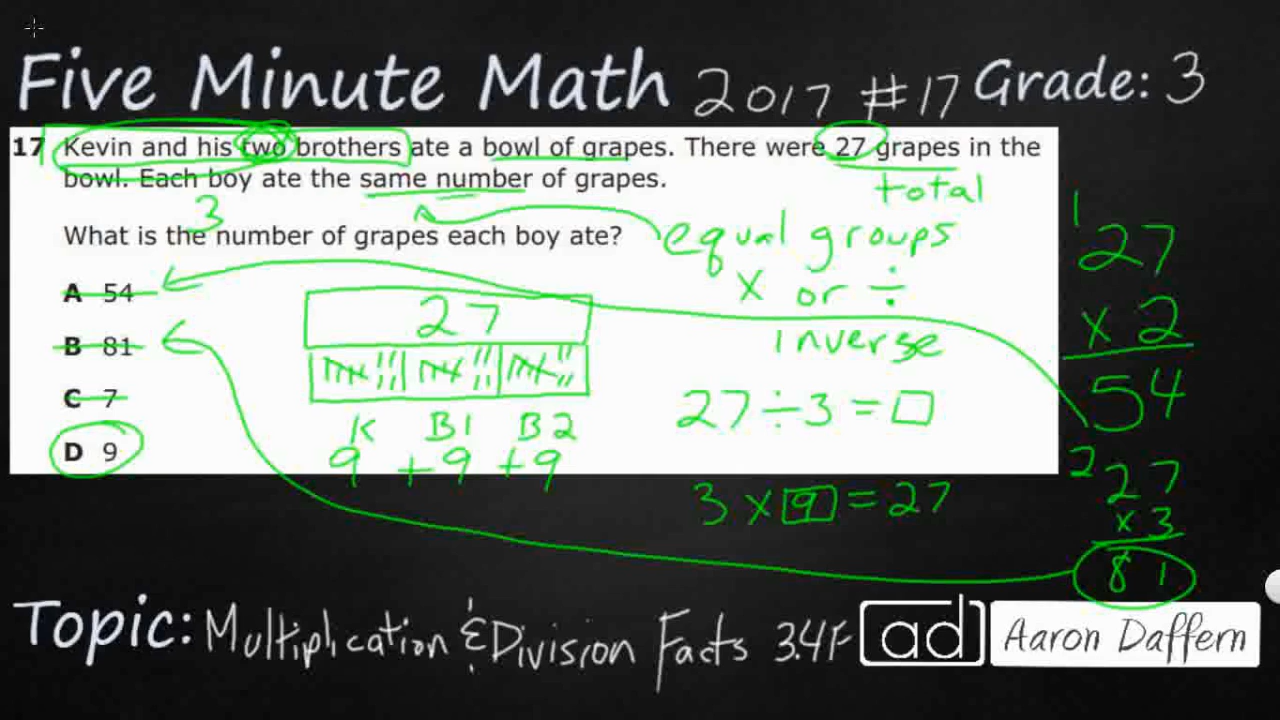 Five Minute Math 2017 #17 Grade: 3
17 Kevin and his two brothers ate a bowl of grapes. There were 27 grapes in the
bowl. Each boy ate the same number of grapes.
total
3
What is the number of grapes each boy ate?
equal groups
x or ÷
inverse
A 54
B 81
C 7
D 9
27
K B1 B2
9 + 9 + 9
27 ÷ 3 = □
3 x 9 = 27
1
27
x 2
54
2
27
x 3
81
Topic: Multiplication & Division Facts 3.4F ad Aaron Daffern